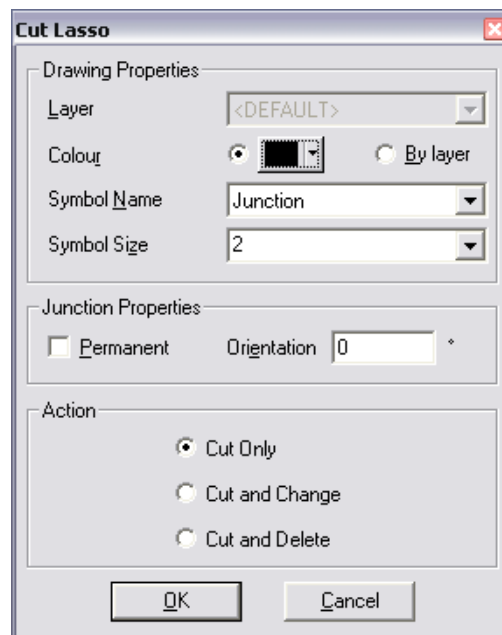 Cut Lasso
Drawing Properties
Layer <DEFAULT>
Colour By layer
Symbol Name Junction
Symbol Size 2
Junction Properties
Permanent Orientation 0 °
Action
Cut Only
Cut and Change
Cut and Delete
OK Cancel